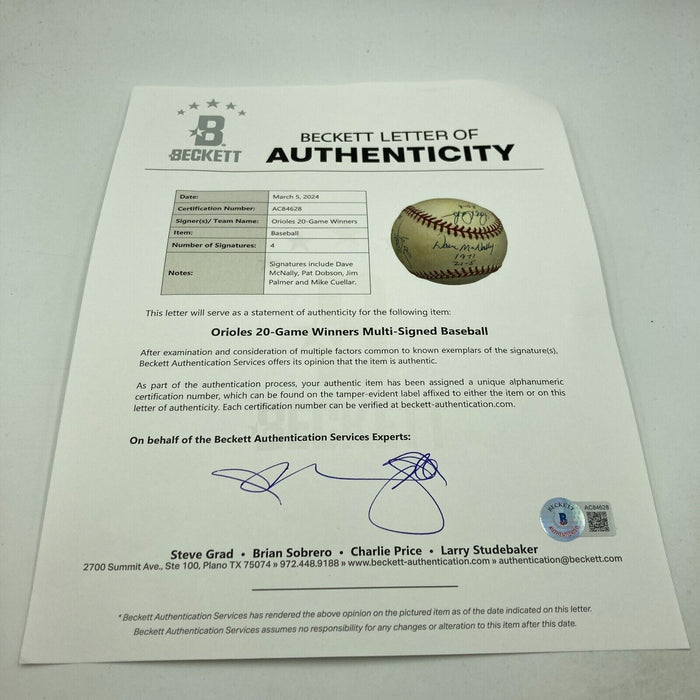 B
BECKETT
BECKETT LETTER OF
AUTHENTICITY
Date: March 5, 2024
Certification Number: AC84628
Signer(s)/ Team Name: Orioles 20-Game Winners
Item: Baseball
Number of Signatures: 4
Notes: Signatures include Dave
McNally, Pat Dobson, Jim
Palmer and Mike Cuellar.
Dave McNally
1971
21-5
This letter will serve as a statement of authenticity for the following item:
Orioles 20-Game Winners Multi-Signed Baseball
After examination and consideration of multiple factors common to known exemplars of the signature(s),
Beckett Authentication Services offers its opinion that the item is authentic.
As part of the authentication process, your authentic item has been assigned a unique alphanumeric
certification number, which can be found on the tamper-evident label affixed to either the item or on this
letter of authenticity. Each certification number can be verified at beckett-authentication.com.
On behalf of the Beckett Authentication Services Experts:
BECKETT
B
AC84628
Steve Grad • Brian Sobrero • Charlie Price • Larry Studebaker
2700 Summit Ave., Ste 100, Plano TX 75074 » 972.448.9188 » www.beckett-authentication.com » authentication@beckett.com
*Beckett Authentication Services has rendered the above opinion on the pictured item as of the date indicated on this letter.
Beckett Authentication Services assumes no responsibility for any changes or alteration to this item after this date.